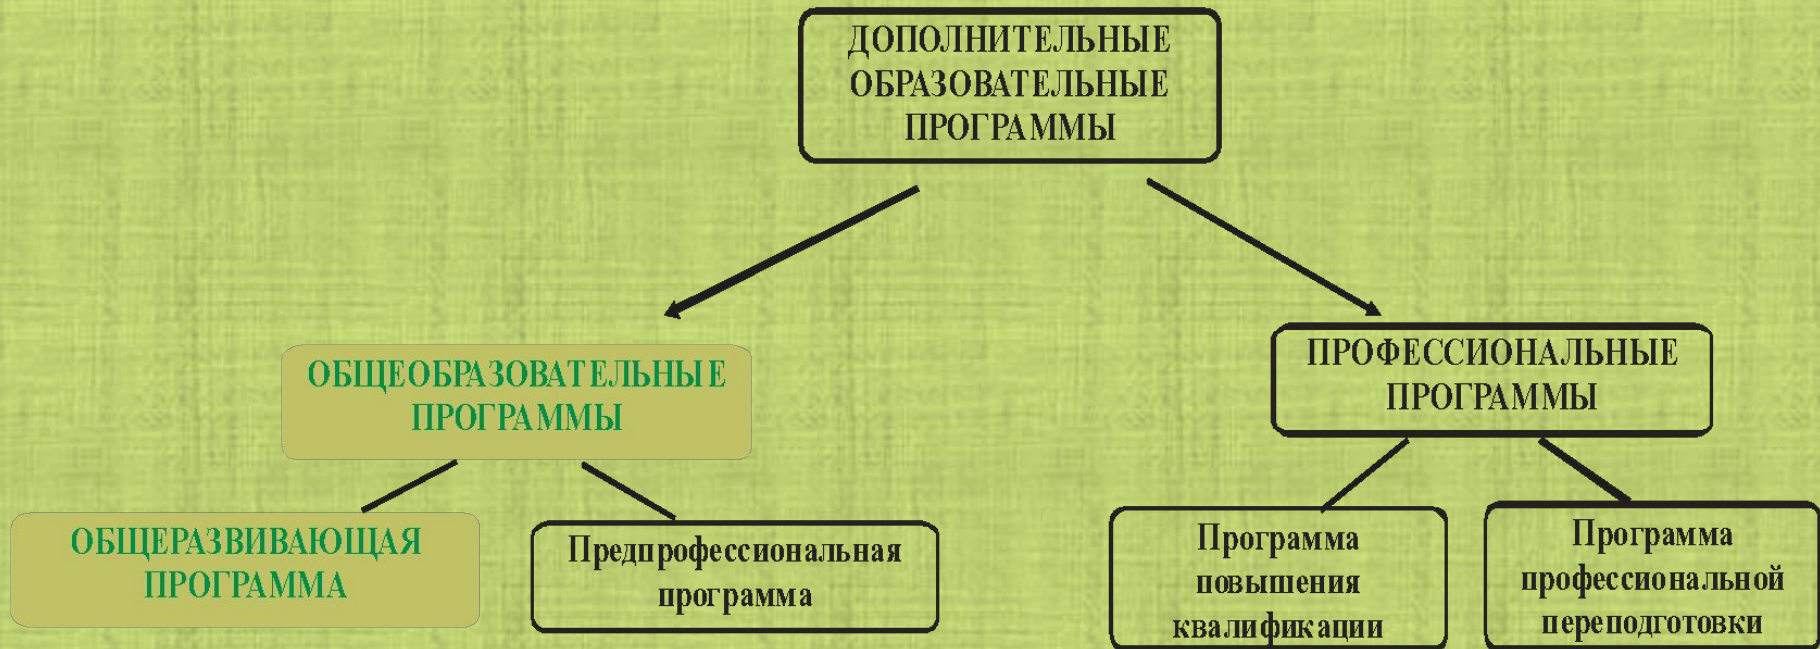 ДОПОЛНИТЕЛЬНЫЕ
ОБРАЗОВАТЕЛЬНЫЕ
ПРОГРАММЫ
ОБЩЕОБРАЗОВАТЕЛЬНЫЕ
ПРОГРАММЫ
ПРОФЕССИОНАЛЬНЫЕ
ПРОГРАММЫ
ОБЩЕРАЗВИВАЮЩАЯ
ПРОГРАММА
Предпрофессиональная
программа
Программа
повышения
квалификации
Программа
профессиональной
переподготовки